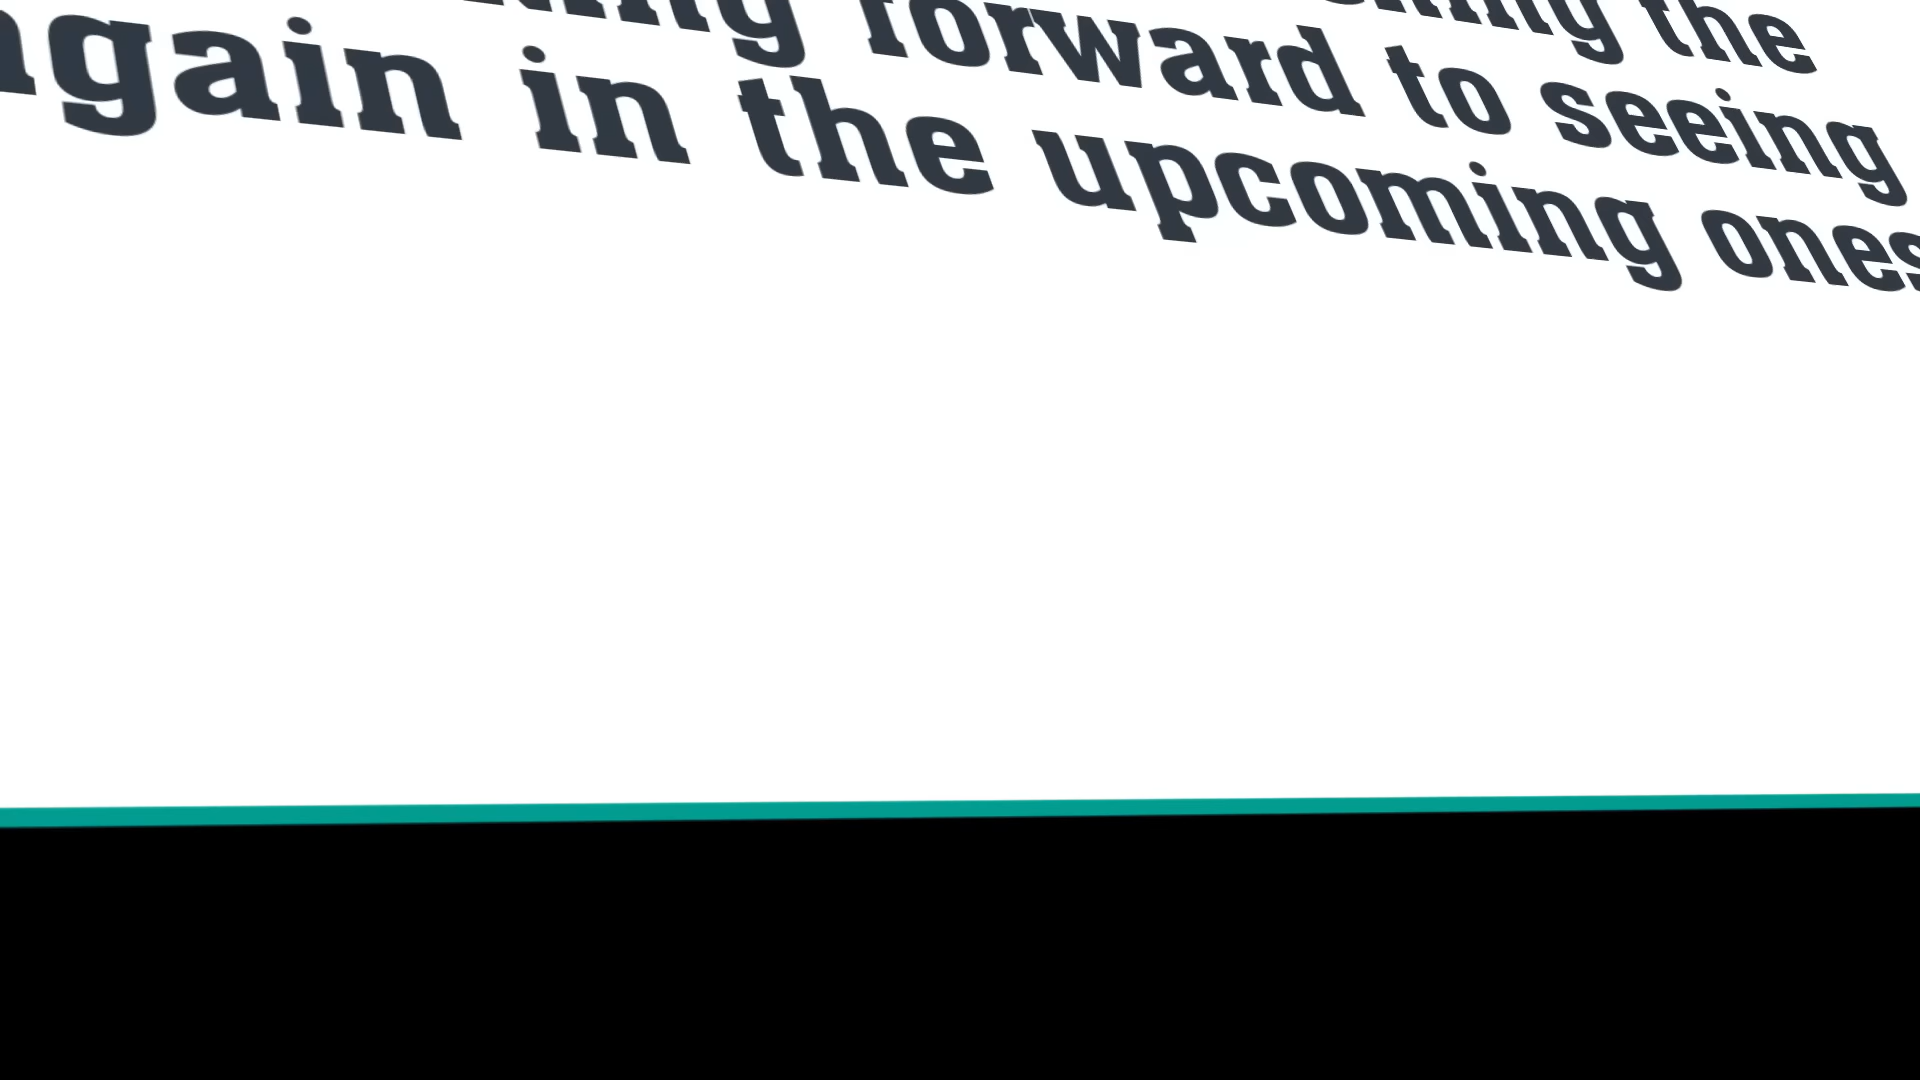 the
forward to seeing
again in the upcoming ones